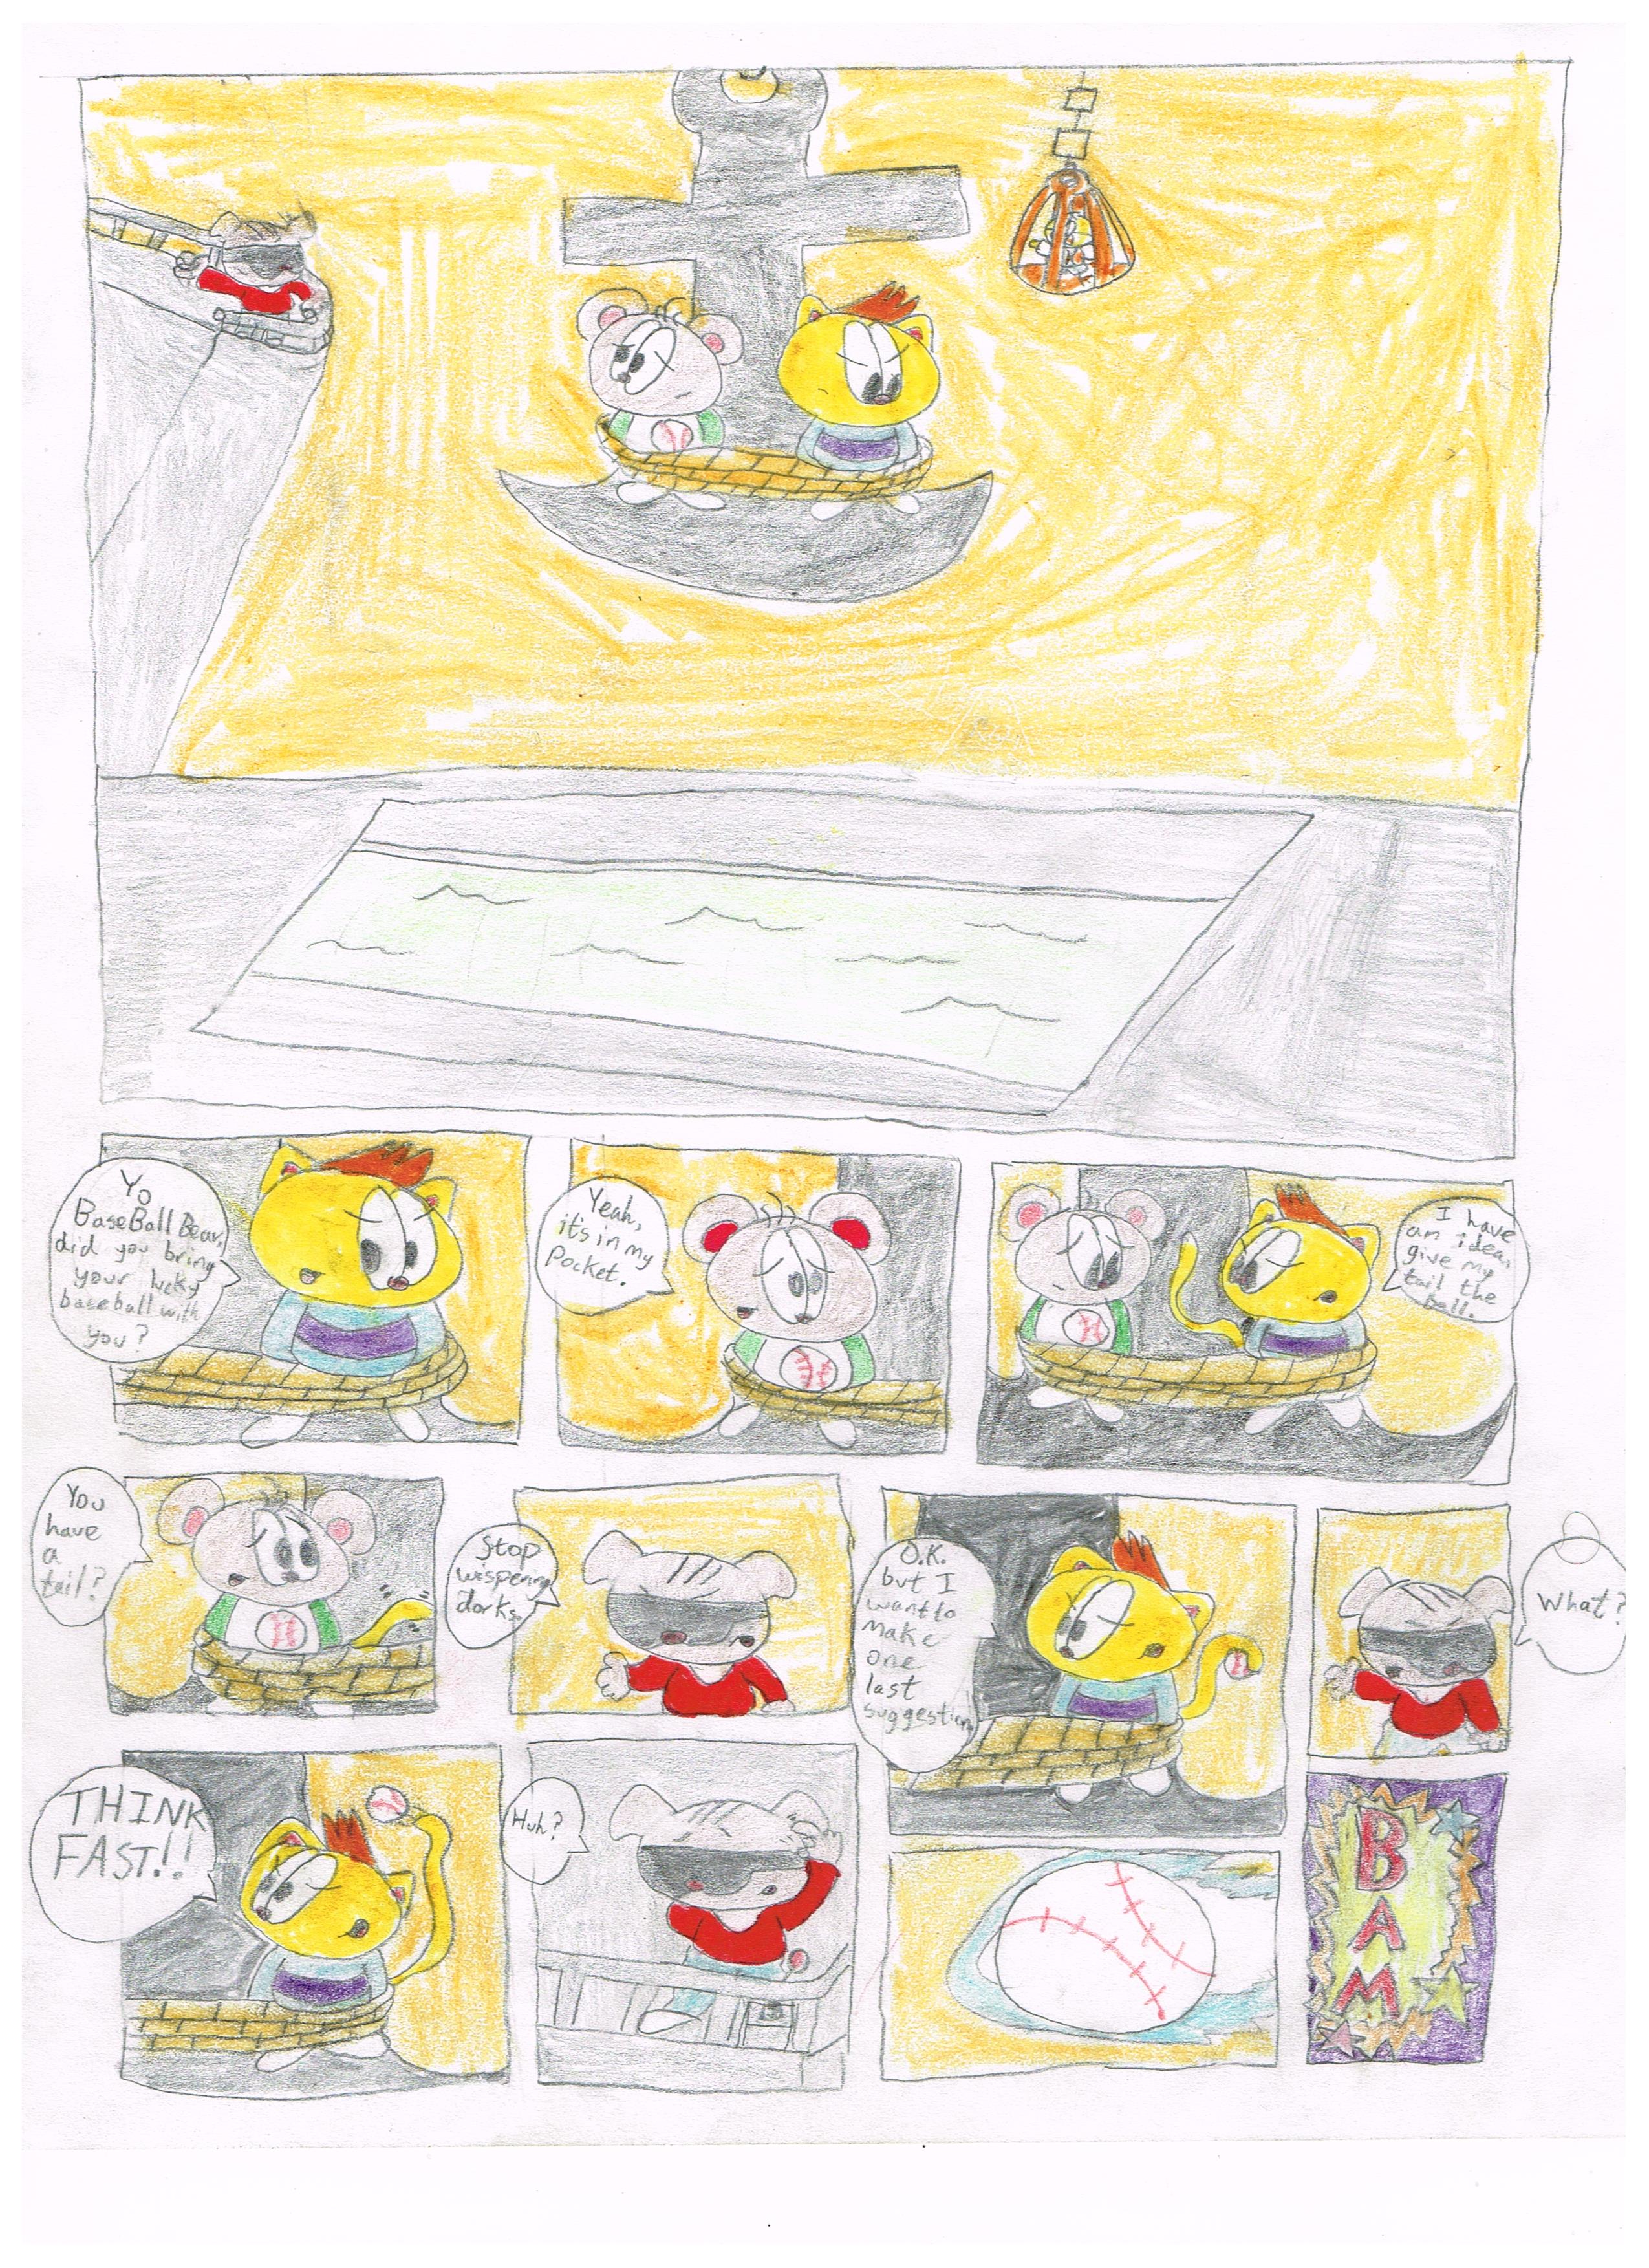 Yo
BaseBall Bear,
did you bring
your lucky
baseball with
you?
Yeah,
it's in my
pocket.
I have
an idea,
give my
tail the
ball.
You
have
a
tail?
Stop
wispering
dorks.
O.K.
but I
want to
make
one
last
suggestion
What?
THINK
FAST!!
Huh?
BAM